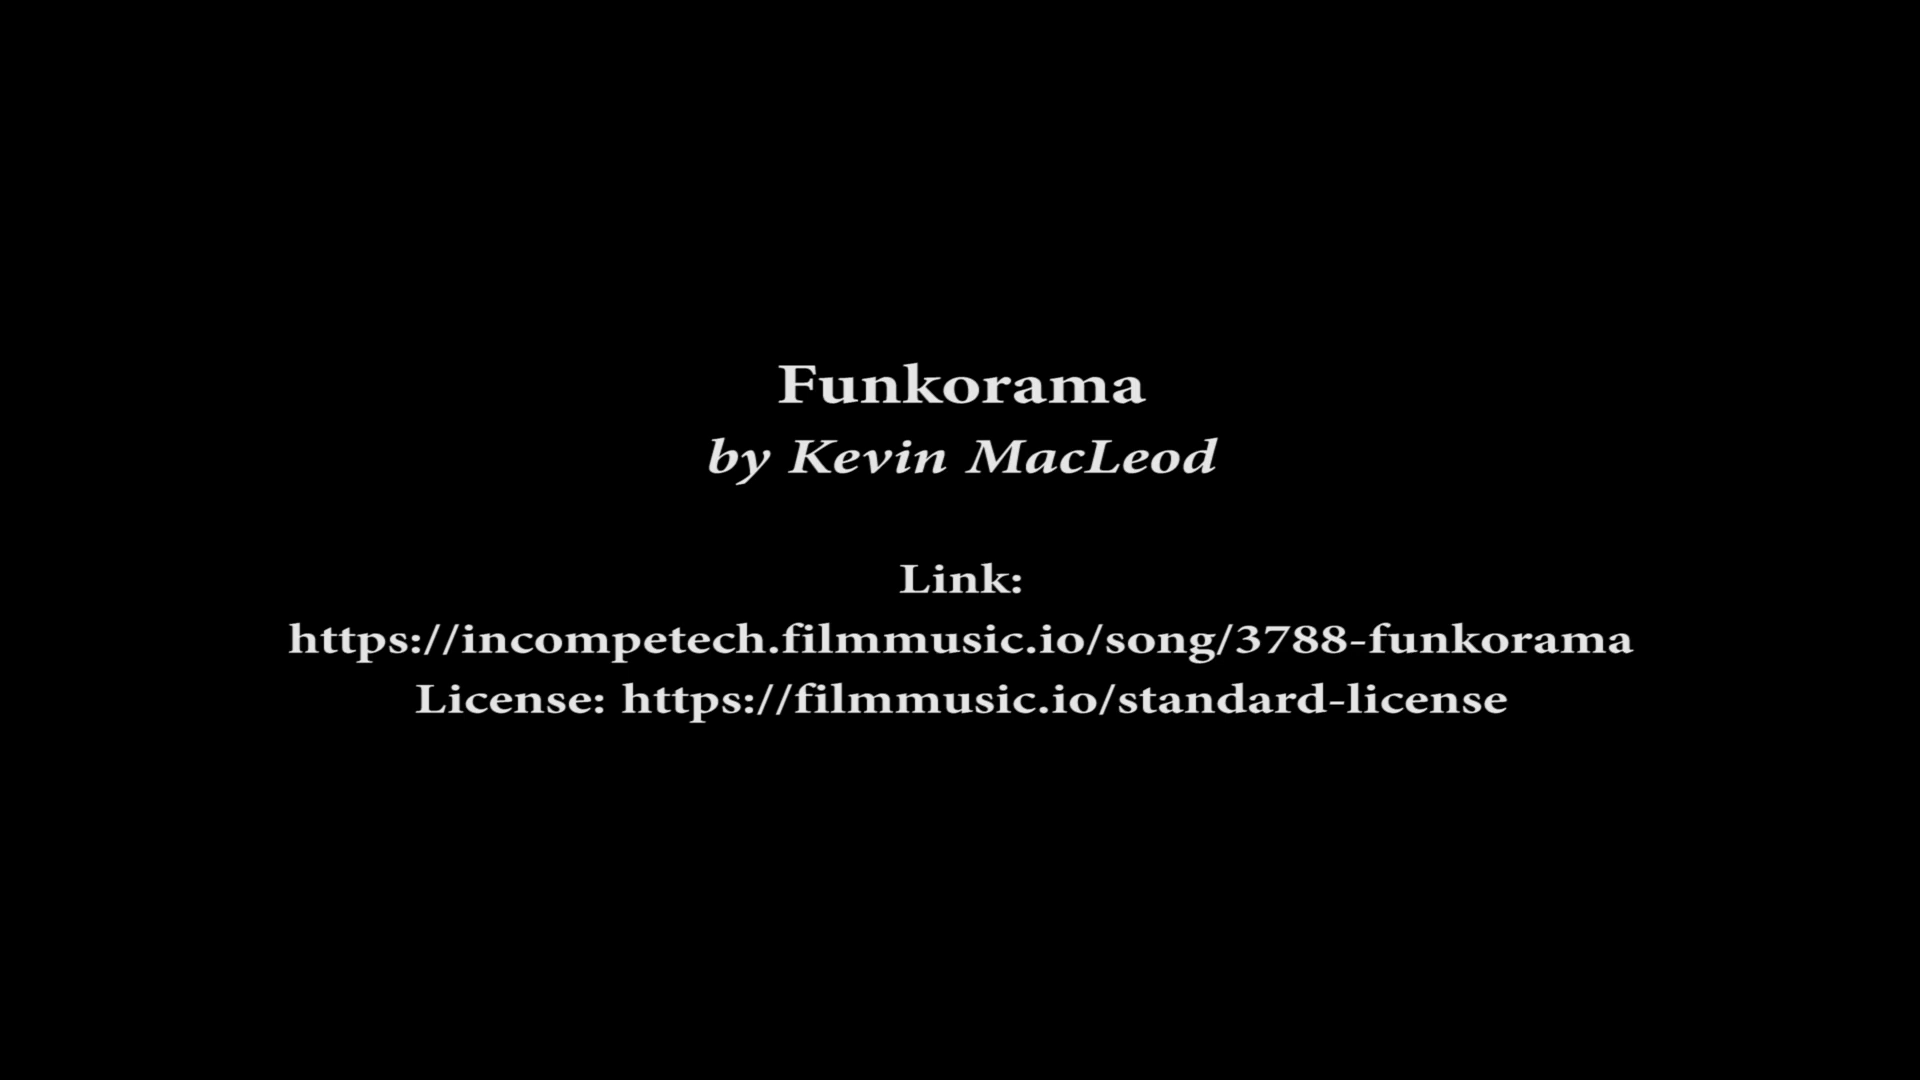 Funkorama
by Kevin MacLeod
Link:
https://incompetech.filmmusic.io/song/3788-funkorama
License: https://filmmusic.io/standard-license